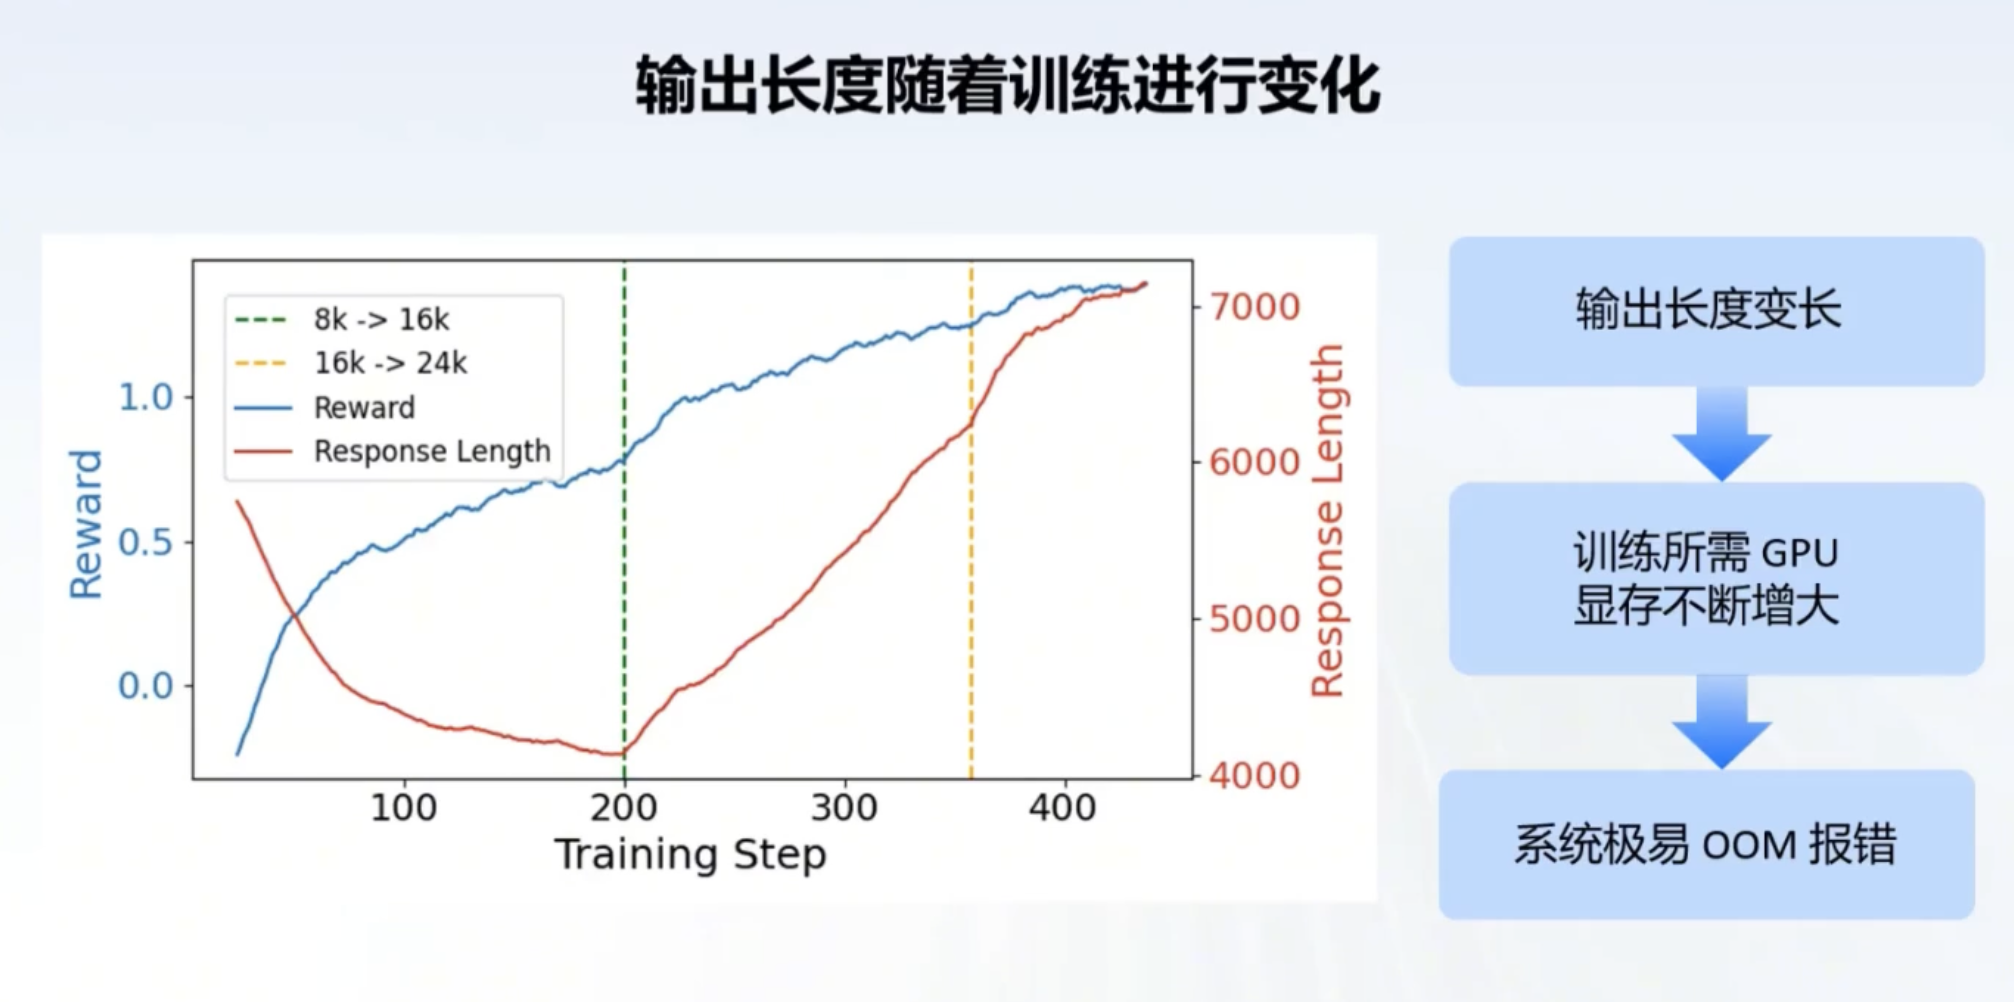 输出长度随着训练进行变化
8k -> 16k
16k -> 24k
Reward
Response Length
1.0
0.5
0.0
Reward
7000
6000
5000
4000
Response Length
100
200
300
400
Training Step
输出长度变长
训练所需 GPU
显存不断增大
系统极易 OOM 报错